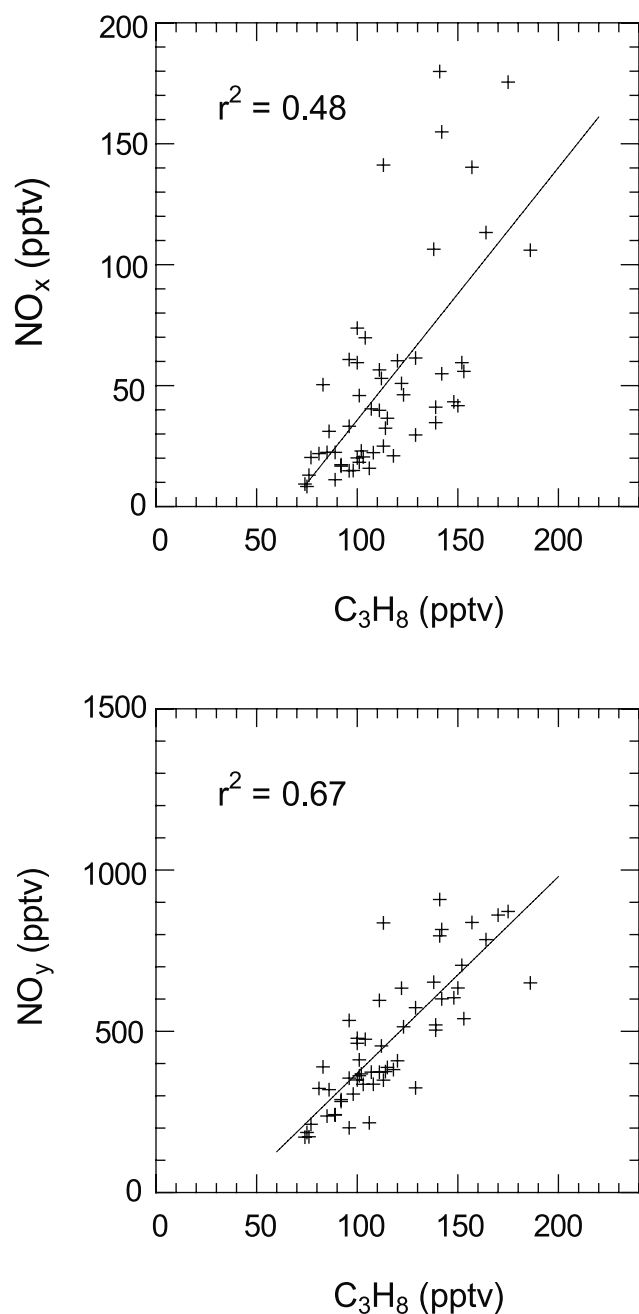 200
r² = 0.48
150
NOₓ (pptv)
100
50
0
0 50 100 150 200
C₃H₈ (pptv)
1500
r² = 0.67
1000
NOᵧ (pptv)
500
0
0 50 100 150 200
C₃H₈ (pptv)